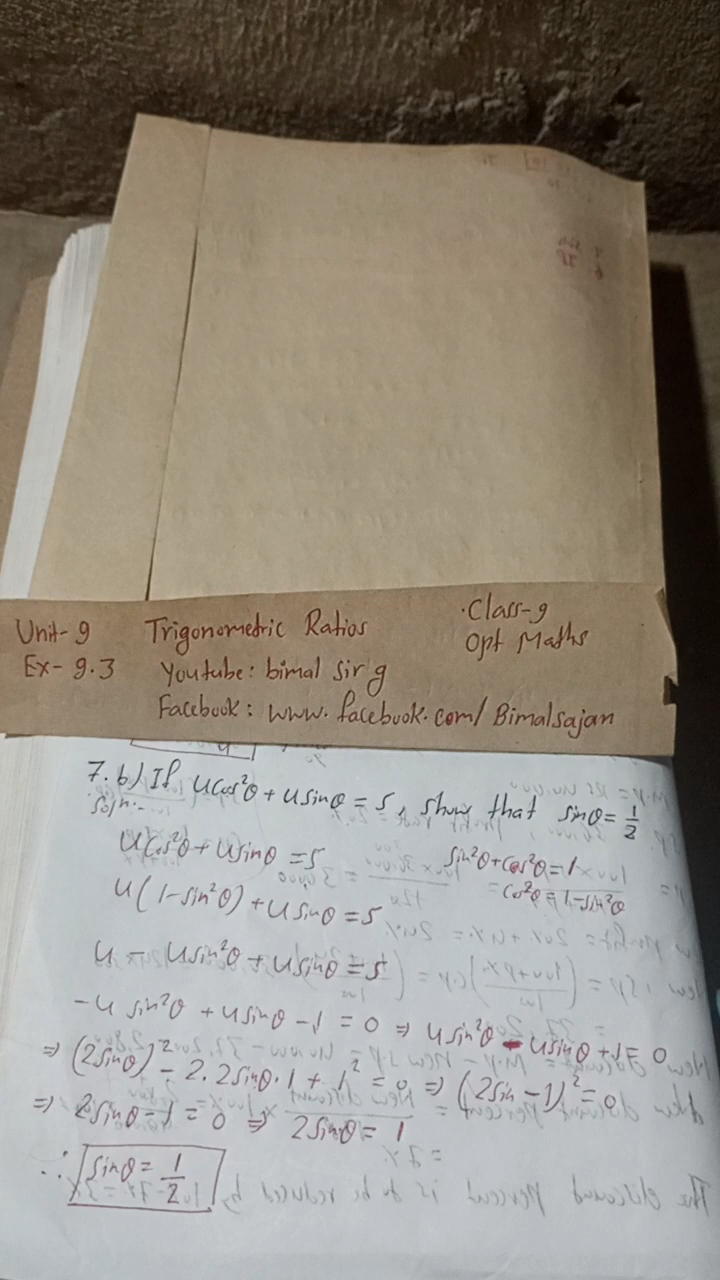 Unit-9 Trigonometric Ratios ·Class-9
Ex-9.3 Youtube: bimal sir g Opt Maths
Facebook: www.facebook.com/Bimalsajan
7.b) If 4cos²θ + 4sinθ = 5, show that sinθ = 1/2
Soln.-
4cos²θ + 4sinθ = 5 sin²θ + cos²θ = 1
4(1-sin²θ) + 4sinθ = 5 = cos²θ = 1-sin²θ
4 - 4sin²θ + 4sinθ = 5
-4sin²θ + 4sinθ - 1 = 0 ⇒ 4sin²θ - 4sinθ + 1 = 0
⇒ (2sinθ)² - 2.2sinθ.1 + 1² = 0 ⇒ (2sin - 1)² = 0
⇒ 2sinθ - 1 = 0 ⇒ 2sinθ = 1
∴ sinθ = 1/2